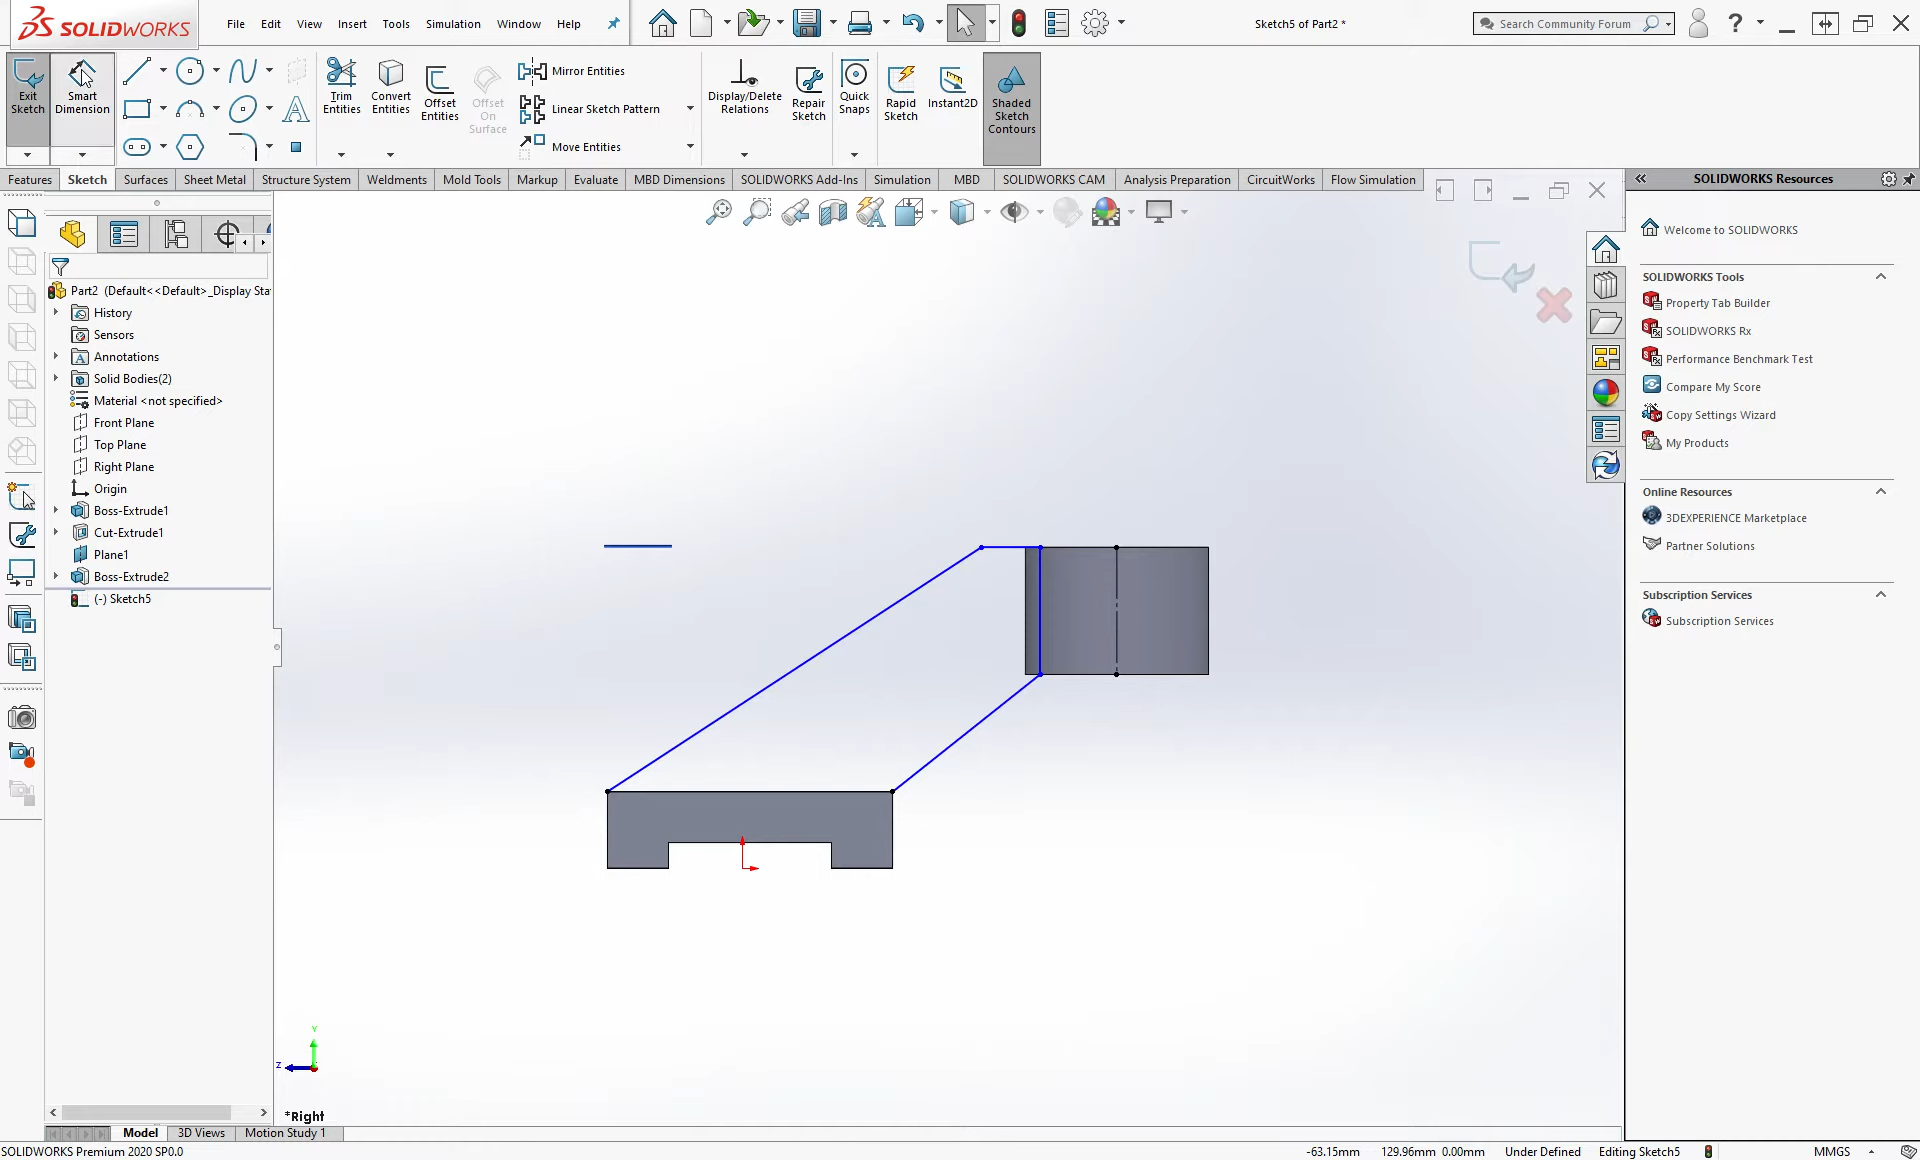 SOLIDWORKS
File Edit View Insert Tools Simulation Window Help
Sketch5 of Part2 *
Search Community Forum
?
Exit Sketch
Smart Dimension
Trim Entities
Convert Entities
Offset Entities
Offset On Surface
Mirror Entities
Linear Sketch Pattern
Move Entities
Display/Delete Relations
Repair Sketch
Quick Snaps
Rapid Sketch
Instant2D
Shaded Sketch Contours
Features Sketch Surfaces Sheet Metal Structure System Weldments Mold Tools Markup Evaluate MBD Dimensions SOLIDWORKS Add-Ins Simulation MBD SOLIDWORKS CAM Analysis Preparation CircuitWorks Flow Simulation
Part2 (Default<<Default>_Display Sta
History
Sensors
Annotations
Solid Bodies(2)
Material <not specified>
Front Plane
Top Plane
Right Plane
Origin
Boss-Extrude1
Cut-Extrude1
Plane1
Boss-Extrude2
(-) Sketch5
SOLIDWORKS Resources
Welcome to SOLIDWORKS
SOLIDWORKS Tools
Property Tab Builder
SOLIDWORKS Rx
Performance Benchmark Test
Compare My Score
Copy Settings Wizard
My Products
Online Resources
3DEXPERIENCE Marketplace
Partner Solutions
Subscription Services
Subscription Services
Y
Z
*Right
Model 3D Views Motion Study 1
SOLIDWORKS Premium 2020 SP0.0
-63.15mm 129.96mm 0.00mm Under Defined Editing Sketch5 MMGS